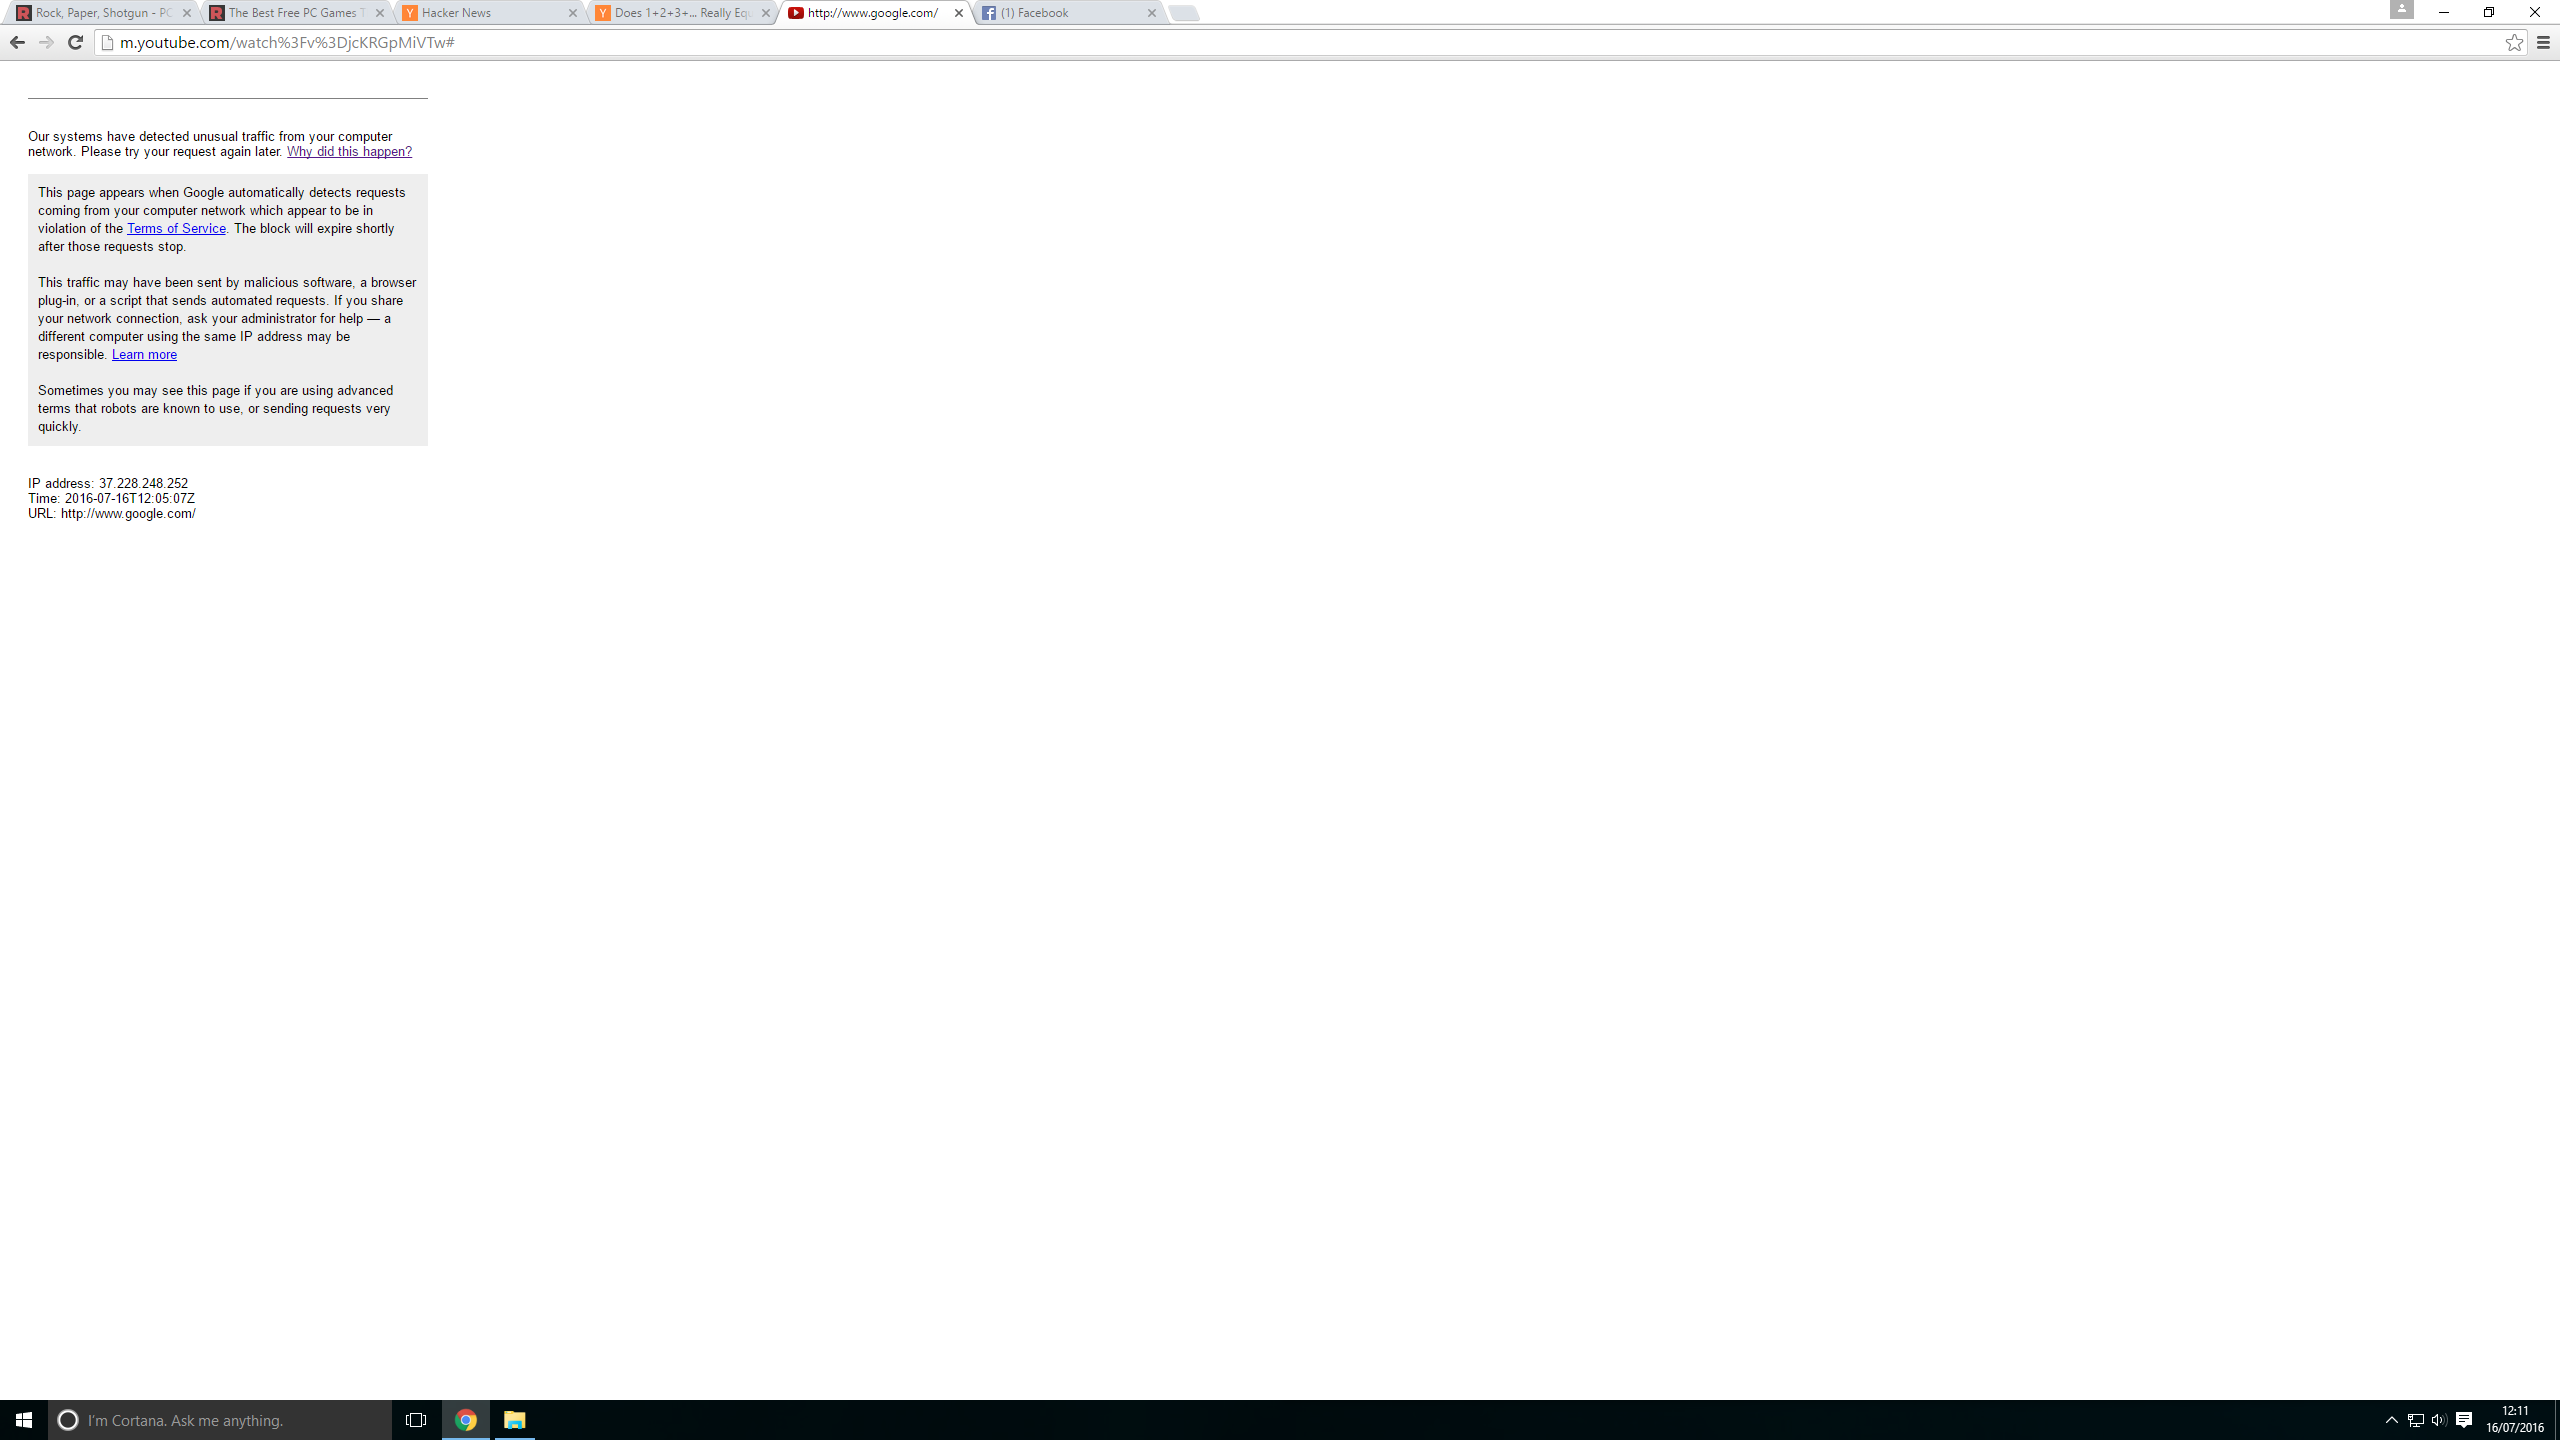 Rock, Paper, Shotgun - PC
The Best Free PC Games T
Hacker News
Does 1+2+3+... Really Equ
http://www.google.com/
(1) Facebook
m.youtube.com/watch%3Fv%3DjcKRGpMiVTw#
Our systems have detected unusual traffic from your computer
network. Please try your request again later. Why did this happen?
This page appears when Google automatically detects requests
coming from your computer network which appear to be in
violation of the Terms of Service. The block will expire shortly
after those requests stop.
This traffic may have been sent by malicious software, a browser
plug-in, or a script that sends automated requests. If you share
your network connection, ask your administrator for help — a
different computer using the same IP address may be
responsible. Learn more
Sometimes you may see this page if you are using advanced
terms that robots are known to use, or sending requests very
quickly.
IP address: 37.228.248.252
Time: 2016-07-16T12:05:07Z
URL: http://www.google.com/
I'm Cortana. Ask me anything.
12:11
16/07/2016